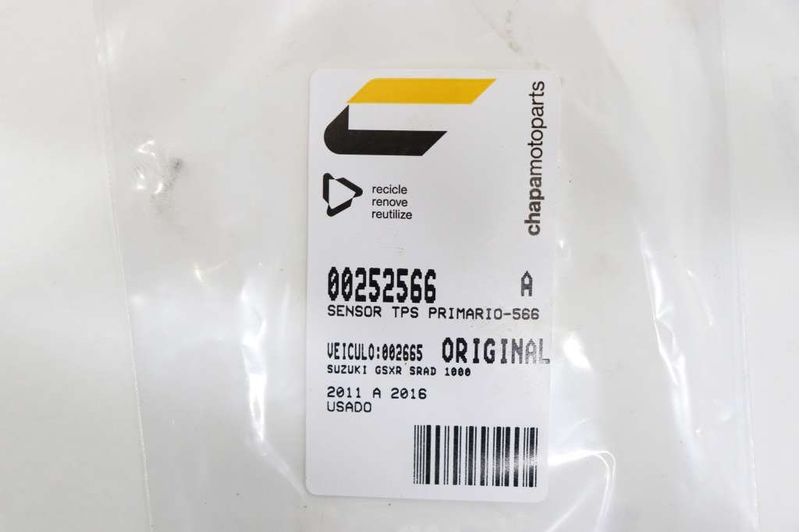 chapamotoparts
recicle
renove
reutilize
00252566 A
SENSOR TPS PRIMARIO-566
VEICULO:002665 ORIGINAL
SUZUKI GSXR SRAD 1000
2011 A 2016
USADO